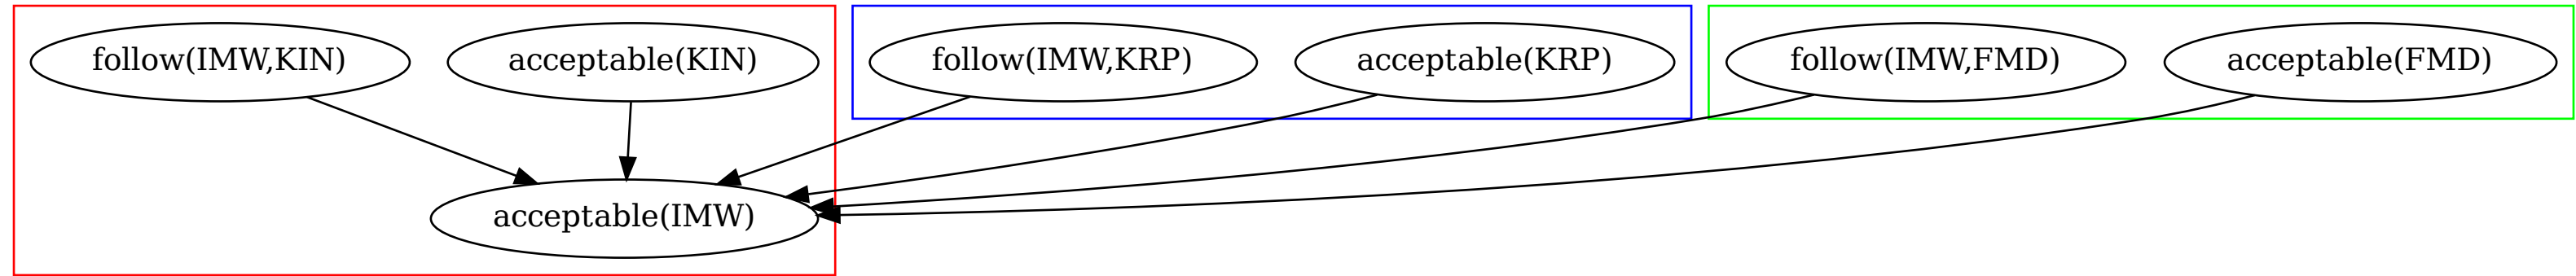 follow(IMW,KIN)
acceptable(KIN)
follow(IMW,KRP)
acceptable(KRP)
follow(IMW,FMD)
acceptable(FMD)
acceptable(IMW)